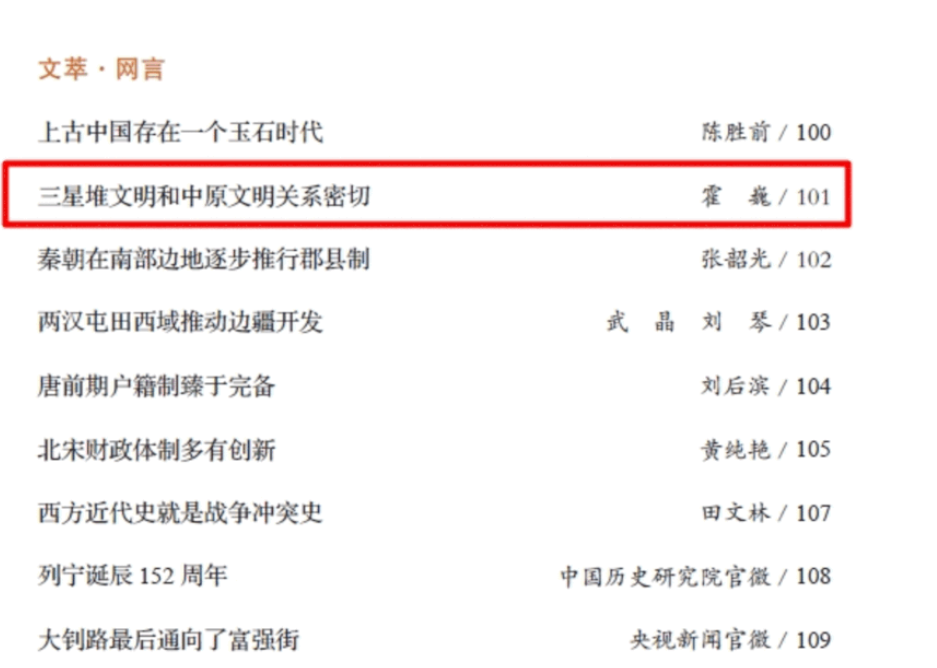 文萃·网言
上古中国存在一个玉石时代 陈胜前 / 100
三星堆文明和中原文明关系密切 霍 巍 / 101
秦朝在南部边地逐步推行郡县制 张韶光 / 102
两汉屯田西域推动边疆开发 武 晶 刘 琴 / 103
唐前期户籍制臻于完备 刘后滨 / 104
北宋财政体制多有创新 黄纯艳 / 105
西方近代史就是战争冲突史 田文林 / 107
列宁诞辰 152 周年 中国历史研究院官微 / 108
大钊路最后通向了富强街 央视新闻官微 / 109